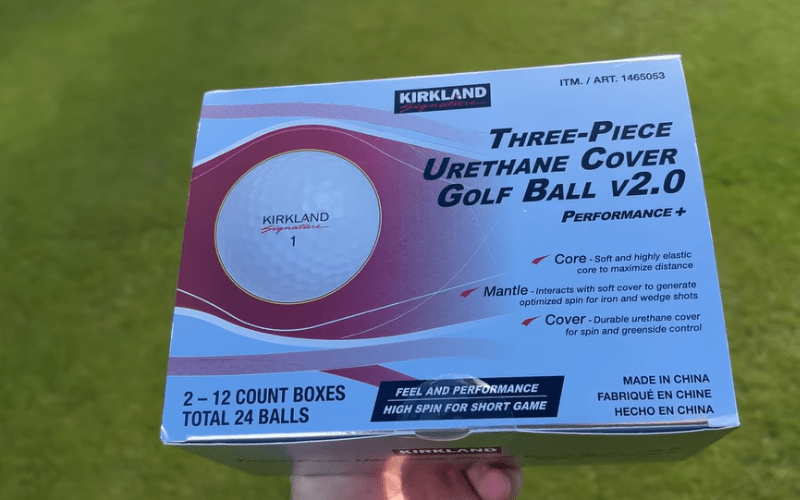 ITM. / ART. 1465053
KIRKLAND
Signature
THREE-PIECE
URETHANE COVER
GOLF BALL V2.0
PERFORMANCE+
KIRKLAND
Signature
1
Core - Soft and highly elastic
core to maximize distance
Mantle - Interacts with soft cover to generate
optimized spin for iron and wedge shots
Cover - Durable urethane cover
for spin and greenside control
2 – 12 COUNT BOXES
TOTAL 24 BALLS
FEEL AND PERFORMANCE
HIGH SPIN FOR SHORT GAME
MADE IN CHINA
FABRIQUÉ EN CHINE
HECHO EN CHINA
KIRKLAND